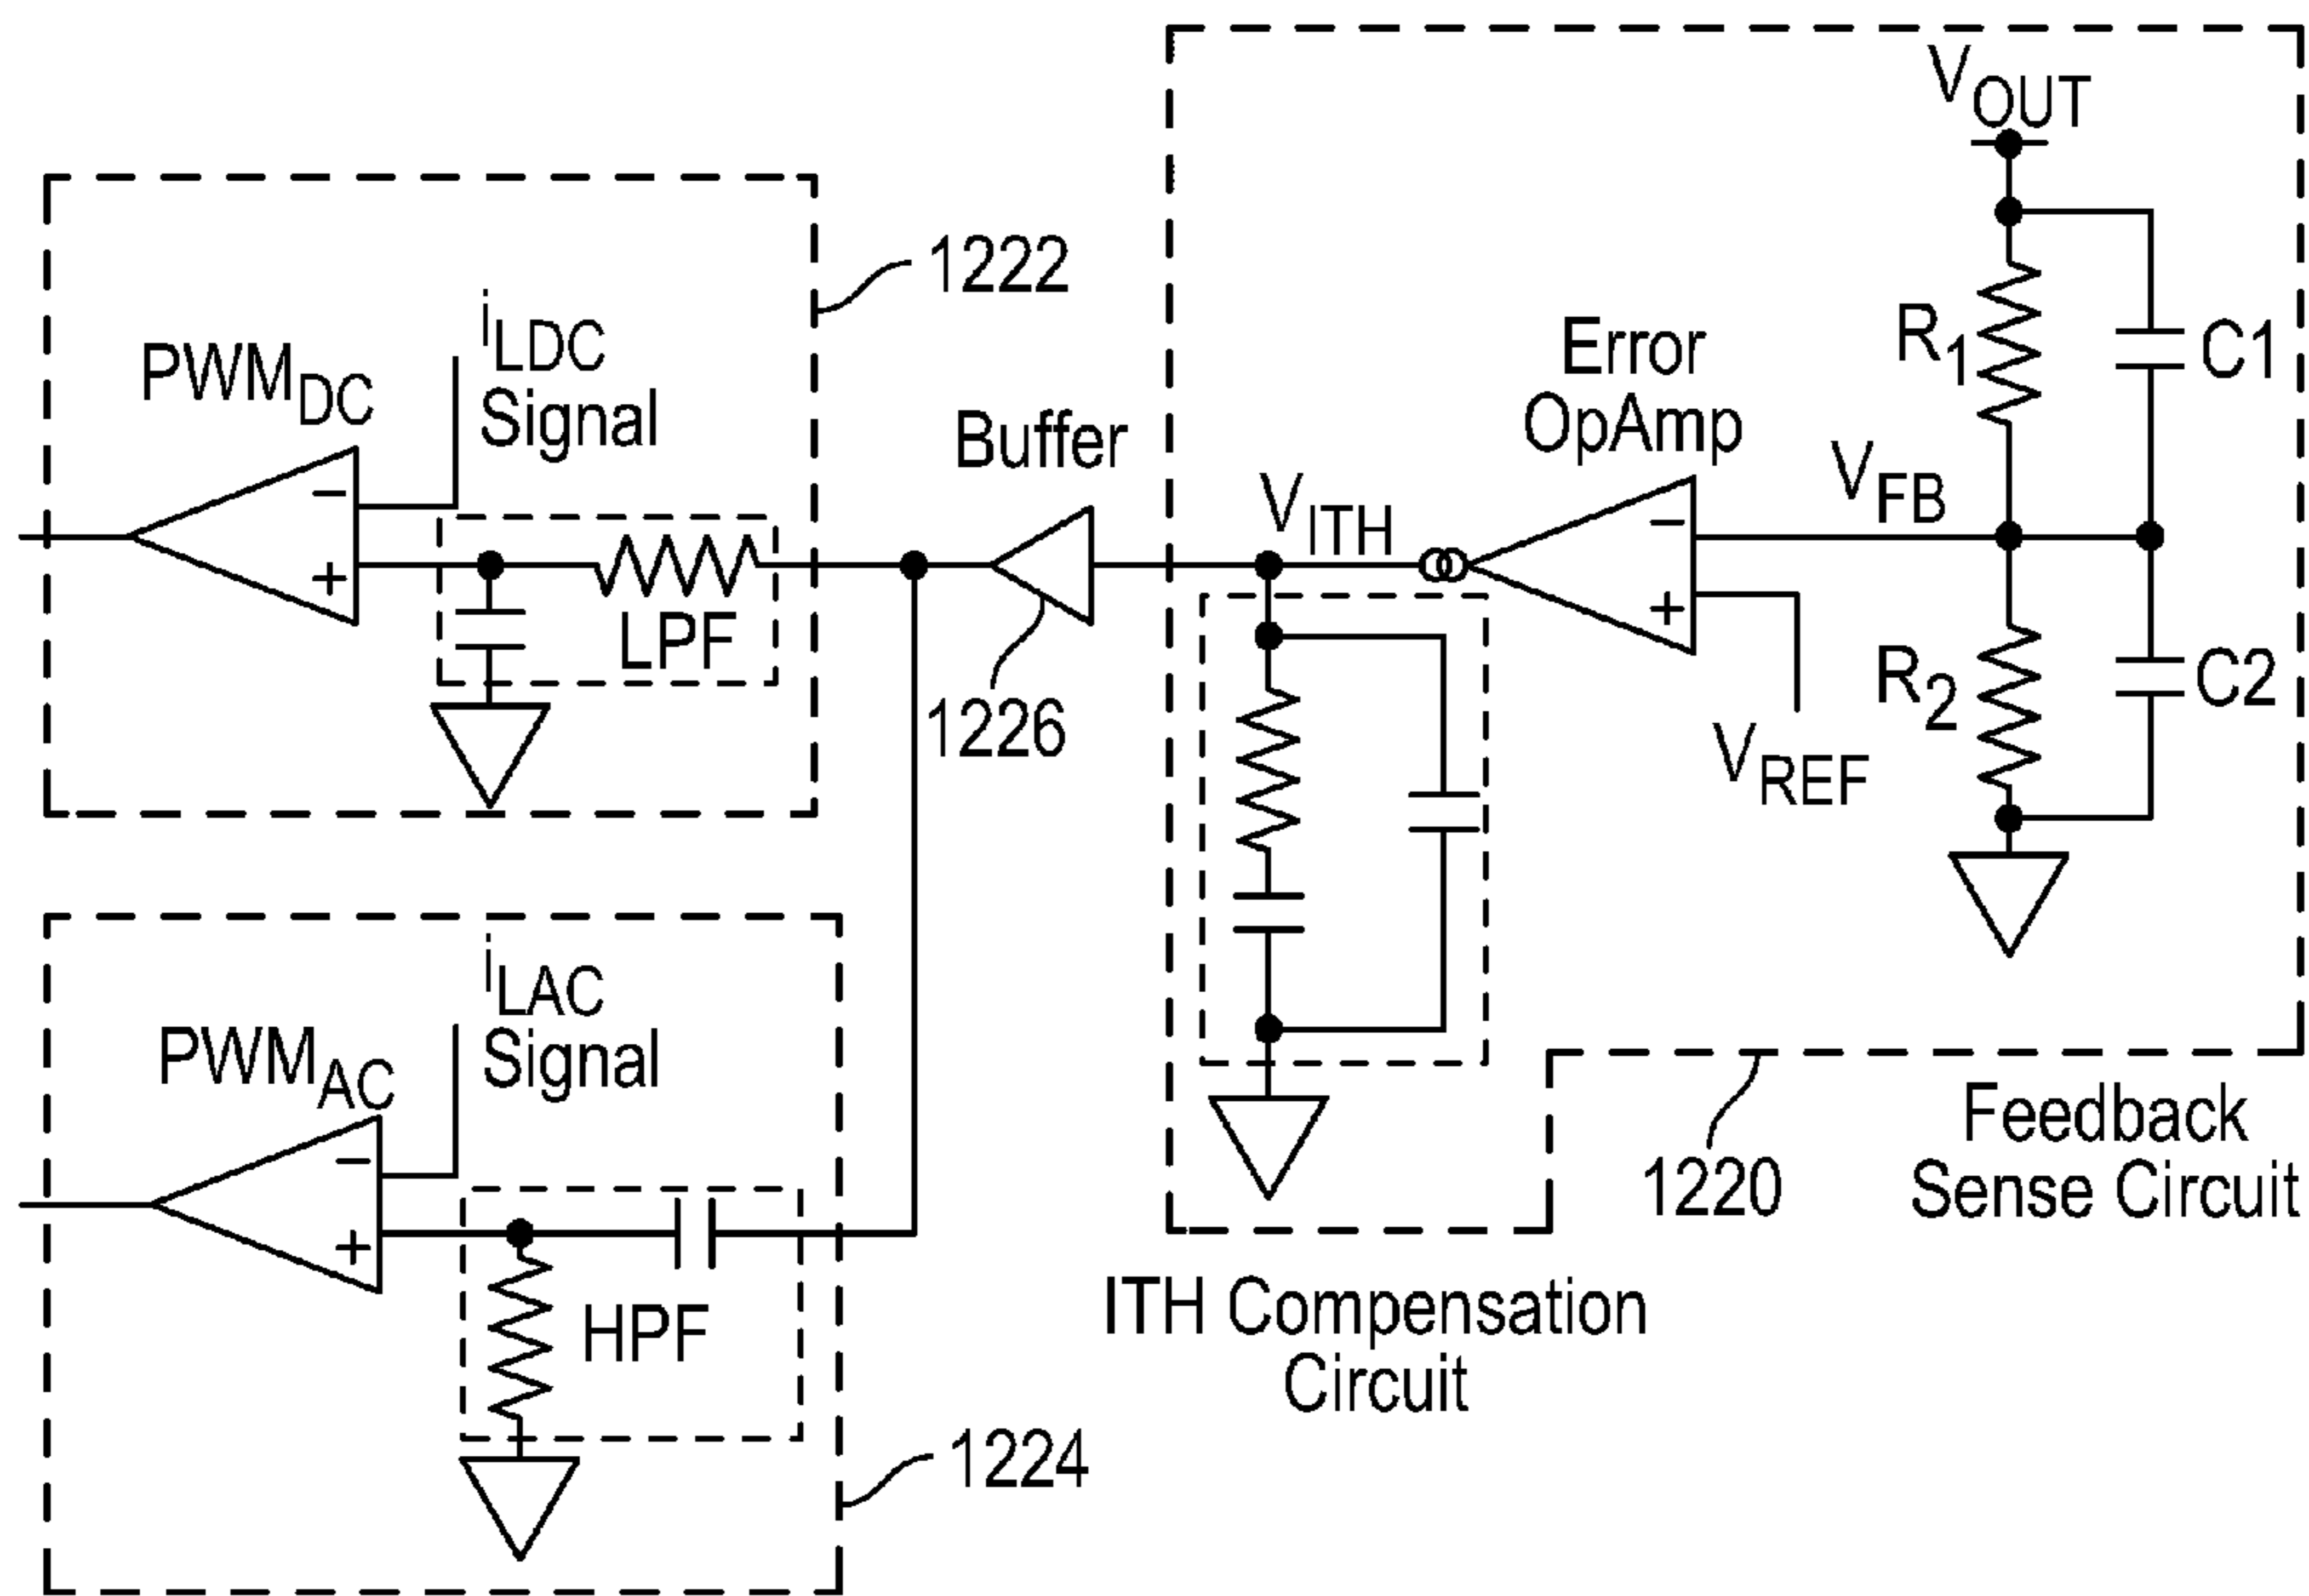 VOUT
1222
iLDC
Signal
PWMDC
R1
C1
Error
OpAmp
Buffer
VFB
VITH
-
+
-
+
LPF
R2
C2
1226
VREF
iLAC
Signal
PWMAC
-
+
HPF
1220
Feedback
Sense Circuit
ITH Compensation
Circuit
1224